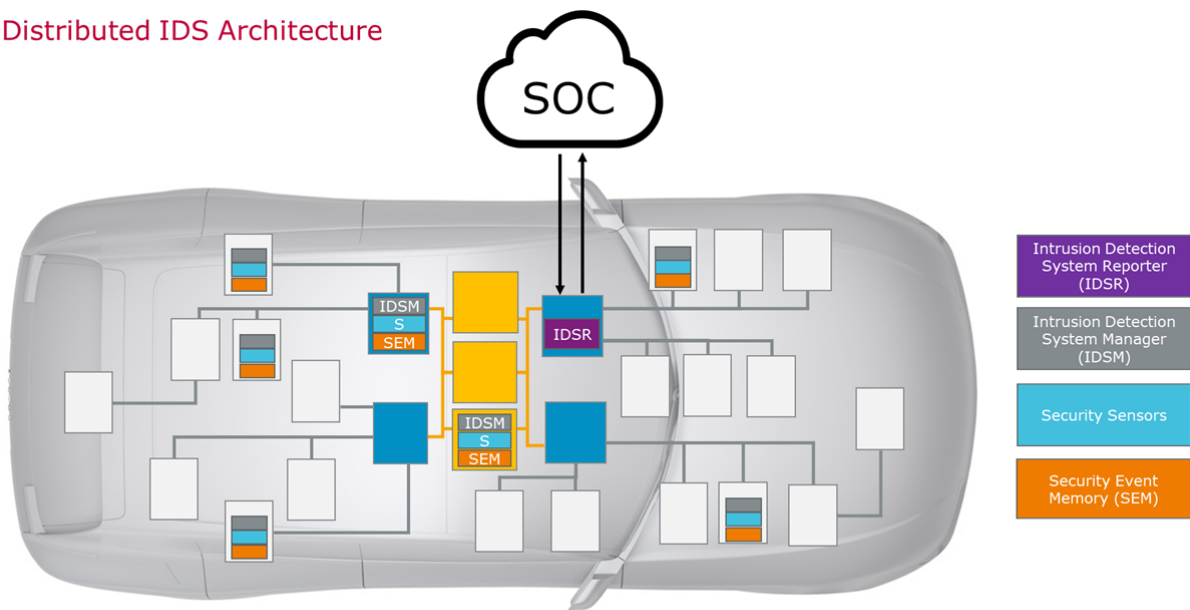 Distributed IDS Architecture
SOC
IDSM
S
SEM
IDSR
IDSM
S
SEM
Intrusion Detection
System Reporter
(IDSR)
Intrusion Detection
System Manager
(IDSM)
Security Sensors
Security Event
Memory (SEM)